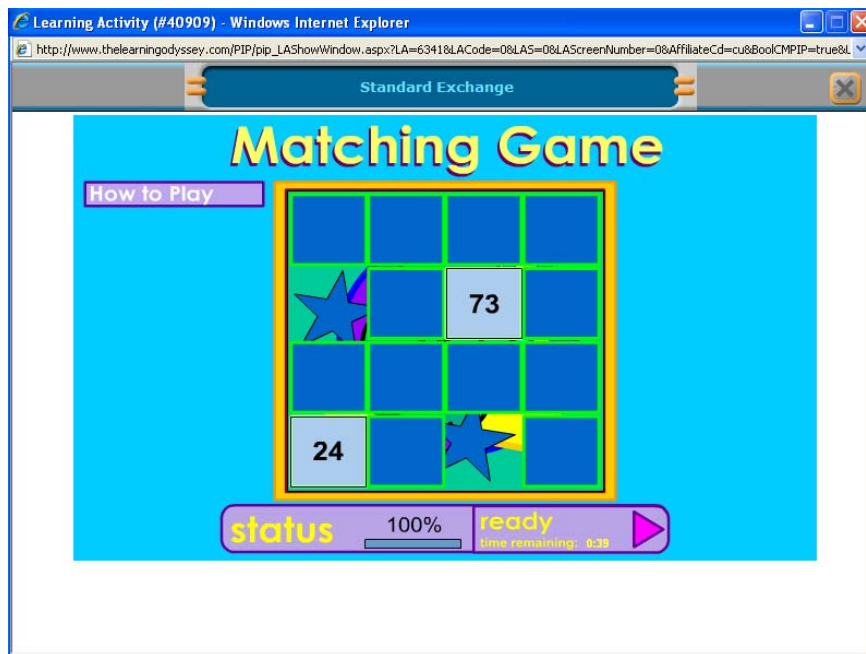 Learning Activity (#40909) - Windows Internet Explorer
http://www.thelearningodyssey.com/PIP/pip_LAShowWindow.aspx?LA=6341&LACode=0&LAS=0&LAScreenNumber=0&AffiliateCd=cu&BoolCMPIP=true&L
Standard Exchange
Matching Game
How to Play
73
24
status 100% ready
time remaining: 0:39